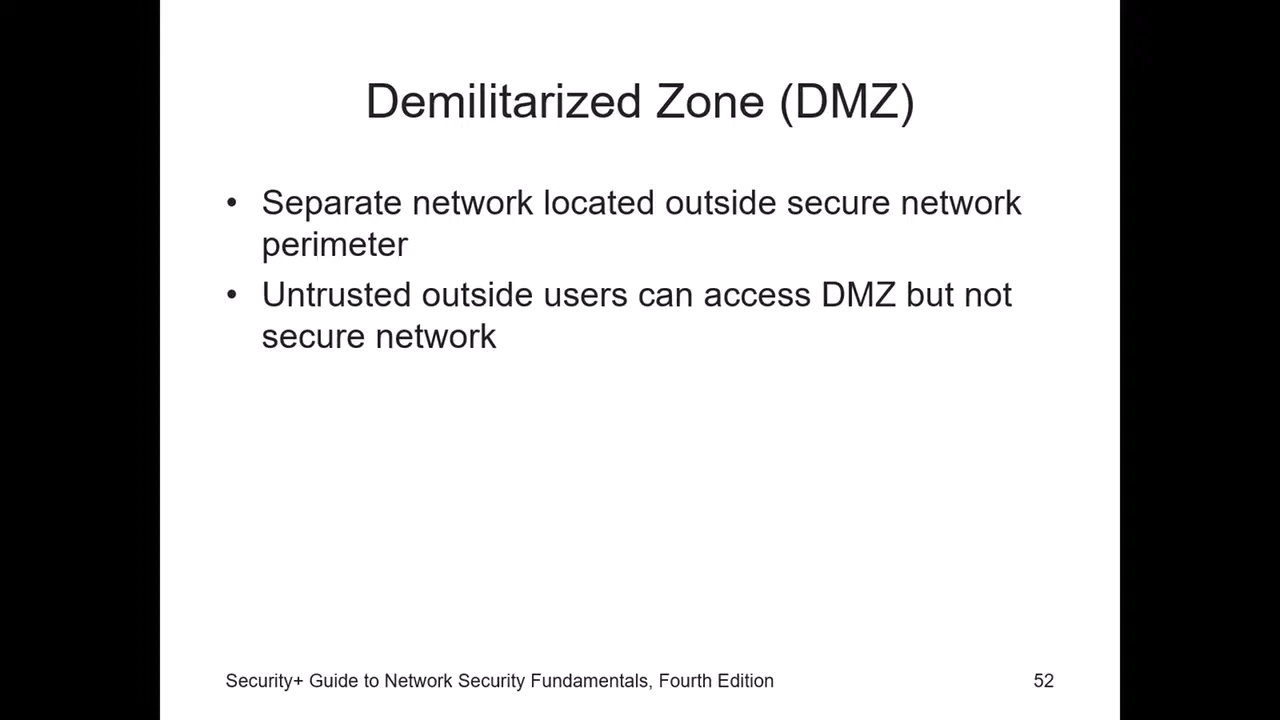 Demilitarized Zone (DMZ)
• Separate network located outside secure network
perimeter
• Untrusted outside users can access DMZ but not
secure network
Security+ Guide to Network Security Fundamentals, Fourth Edition
52